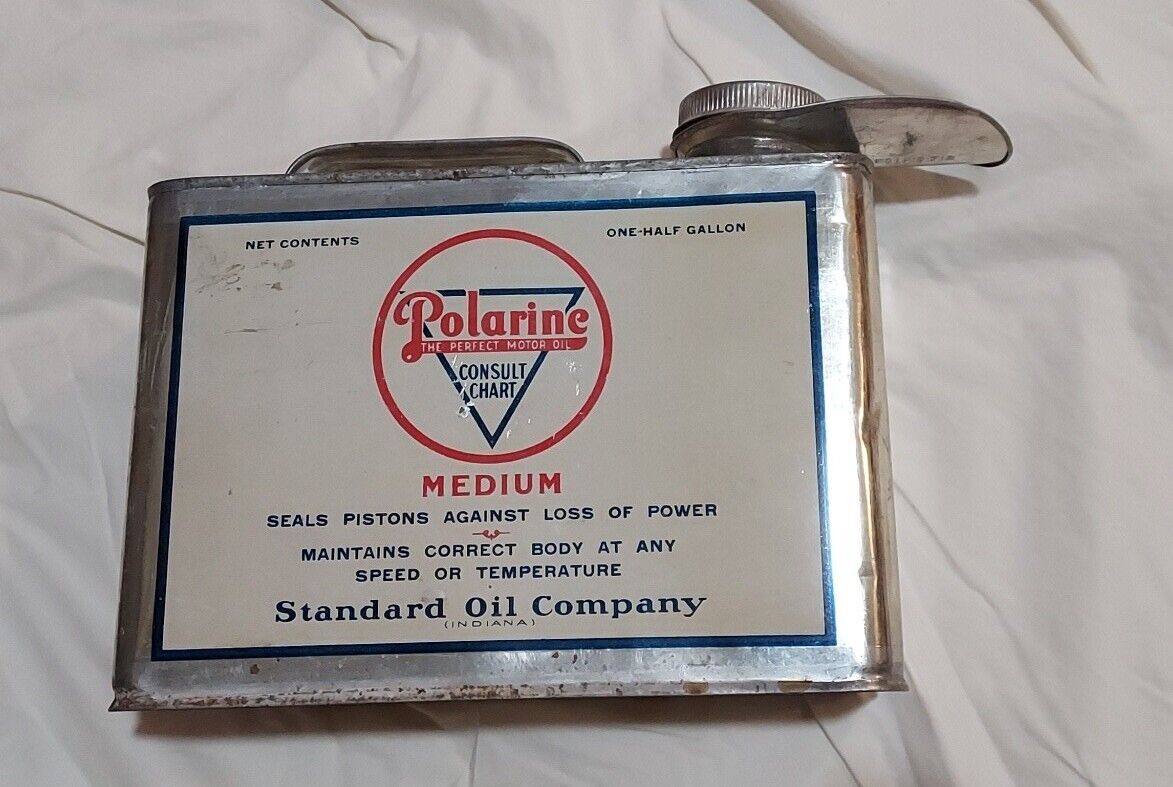 NET CONTENTS
ONE-HALF GALLON
Polarine
THE PERFECT MOTOR OIL
CONSULT
CHART
MEDIUM
SEALS PISTONS AGAINST LOSS OF POWER
MAINTAINS CORRECT BODY AT ANY
SPEED OR TEMPERATURE
Standard Oil Company
(INDIANA)